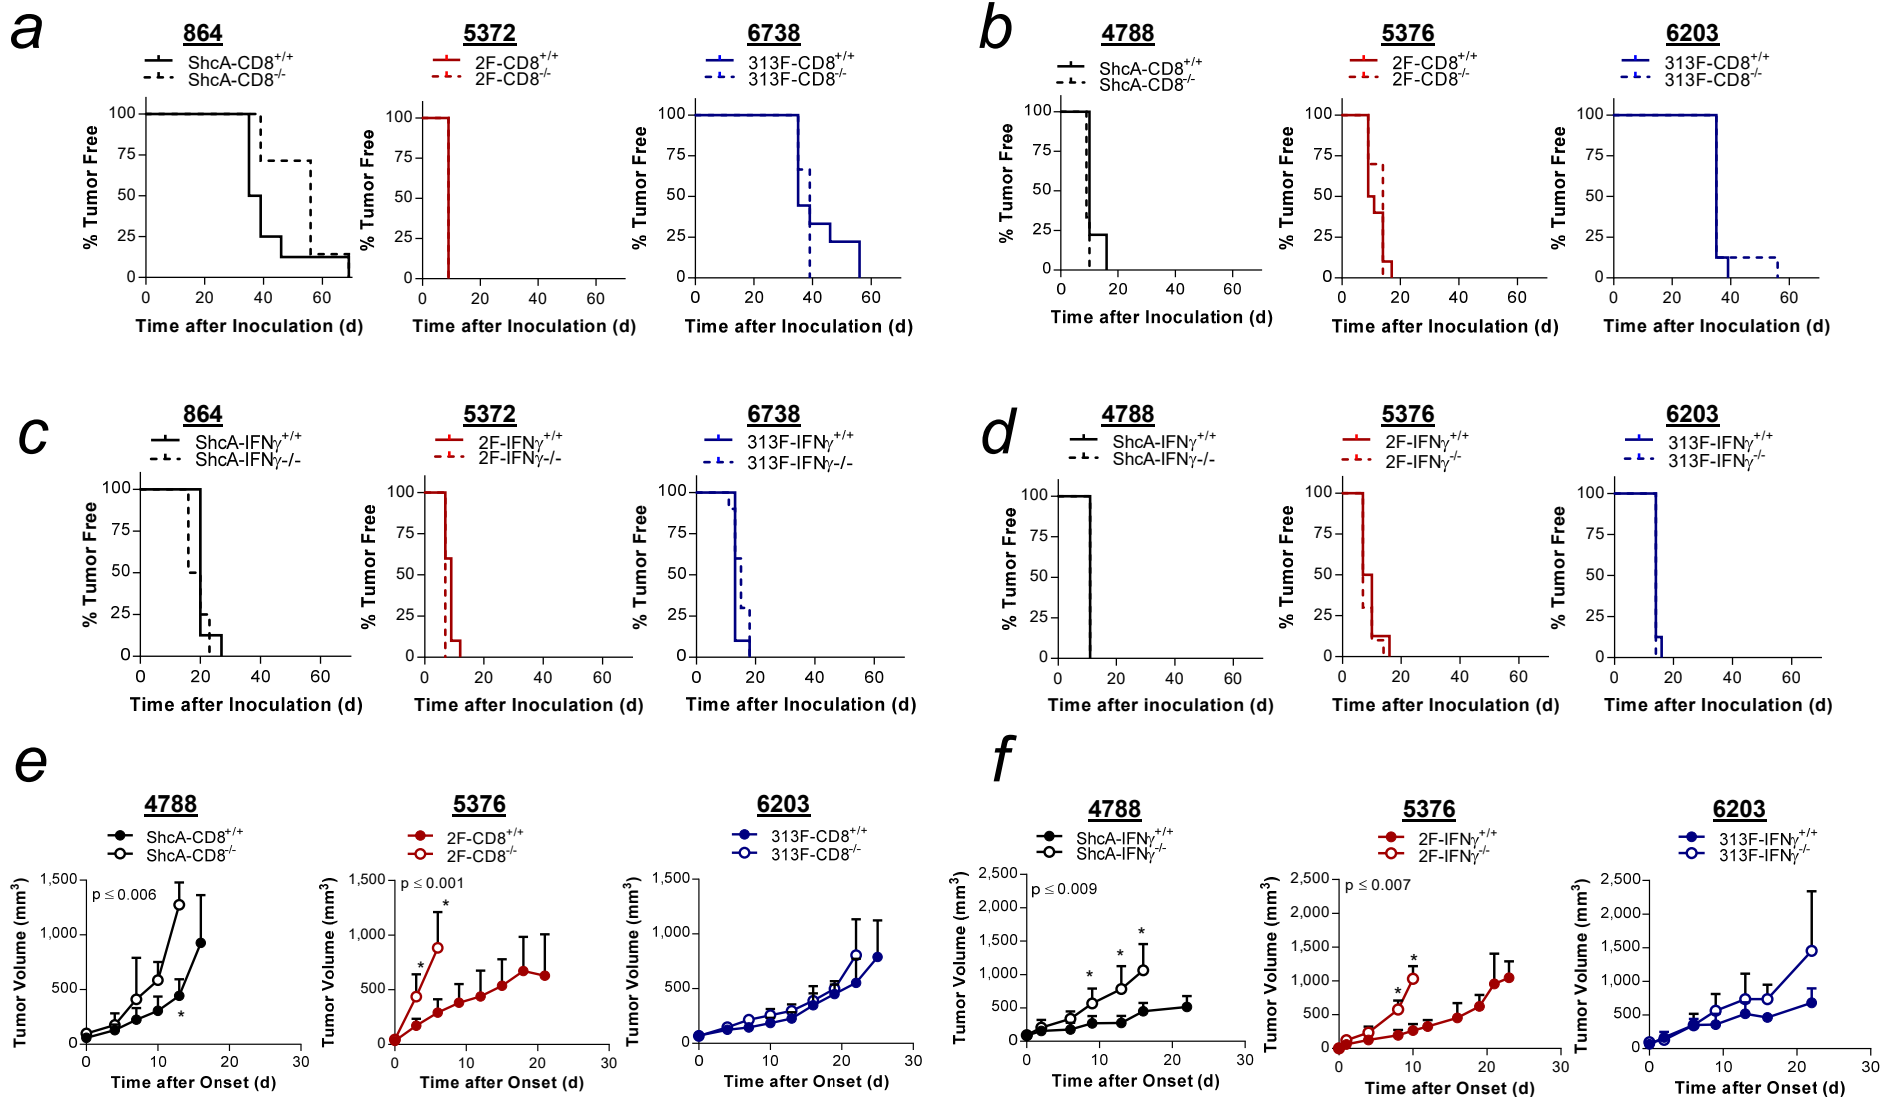 a
864
ShcA-CD8+/+
ShcA-CD8-/-
100
75
50
25
0
0 20 40 60
% Tumor Free
Time after Inoculation (d)
5372
2F-CD8+/+
2F-CD8-/-
100
75
50
25
0
0 20 40 60
% Tumor Free
Time after Inoculation (d)
6738
313F-CD8+/+
313F-CD8-/-
100
75
50
25
0
0 20 40 60
% Tumor Free
Time after Inoculation (d)
b
4788
ShcA-CD8+/+
ShcA-CD8-/-
100
75
50
25
0
0 20 40 60
% Tumor Free
Time after Inoculation (d)
5376
2F-CD8+/+
2F-CD8-/-
100
75
50
25
0
0 20 40 60
% Tumor Free
Time after Inoculation (d)
6203
313F-CD8+/+
313F-CD8-/-
100
75
50
25
0
0 20 40 60
% Tumor Free
Time after Inoculation (d)
c
864
ShcA-IFNγ+/+
ShcA-IFNγ-/-
100
75
50
25
0
0 20 40 60
% Tumor Free
Time after Inoculation (d)
5372
2F-IFNγ+/+
2F-IFNγ-/-
100
75
50
25
0
0 20 40 60
% Tumor Free
Time after Inoculation (d)
6738
313F-IFNγ+/+
313F-IFNγ-/-
100
75
50
25
0
0 20 40 60
% Tumor Free
Time after Inoculation (d)
d
4788
ShcA-IFNγ+/+
ShcA-IFNγ-/-
100
75
50
25
0
0 20 40 60
% Tumor Free
Time after inoculation (d)
5376
2F-IFNγ+/+
2F-IFNγ-/-
100
75
50
25
0
0 20 40 60
% Tumor Free
Time after Inoculation (d)
6203
313F-IFNγ+/+
313F-IFNγ-/-
100
75
50
25
0
0 20 40 60
% Tumor Free
Time after Inoculation (d)
e
4788
ShcA-CD8+/+
ShcA-CD8-/-
p ≤ 0.006
1,500
1,000
500
0
*
0 10 20 30
Tumor Volume (mm3)
Time after Onset (d)
5376
2F-CD8+/+
2F-CD8-/-
p ≤ 0.001
1,500
1,000
500
0
*
*
0 10 20 30
Tumor Volume (mm3)
Time after Onset (d)
6203
313F-CD8+/+
313F-CD8-/-
1,500
1,000
500
0
0 10 20 30
Tumor Volume (mm3)
Time after Onset (d)
f
4788
ShcA-IFNγ+/+
ShcA-IFNγ-/-
p ≤ 0.009
2,500
2,000
1,500
1,000
500
0
* * *
0 10 20 30
Tumor Volume (mm3)
Time after Onset (d)
5376
2F-IFNγ+/+
2F-IFNγ-/-
p ≤ 0.007
2,500
2,000
1,500
1,000
500
0
*
*
0 10 20 30
Tumor Volume (mm3)
Time after Onset (d)
6203
313F-IFNγ+/+
313F-IFNγ-/-
2,500
2,000
1,500
1,000
500
0
0 10 20 30
Tumor Volume (mm3)
Time after Onset (d)